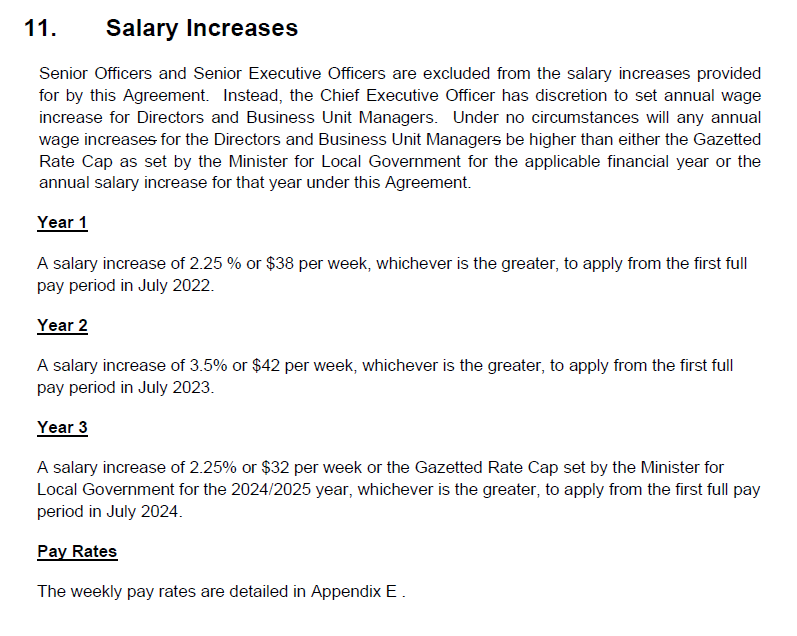 11. Salary Increases
Senior Officers and Senior Executive Officers are excluded from the salary increases provided
for by this Agreement. Instead, the Chief Executive Officer has discretion to set annual wage
increase for Directors and Business Unit Managers. Under no circumstances will any annual
wage increases for the Directors and Business Unit Managers be higher than either the Gazetted
Rate Cap as set by the Minister for Local Government for the applicable financial year or the
annual salary increase for that year under this Agreement.
Year 1
A salary increase of 2.25 % or $38 per week, whichever is the greater, to apply from the first full
pay period in July 2022.
Year 2
A salary increase of 3.5% or $42 per week, whichever is the greater, to apply from the first full
pay period in July 2023.
Year 3
A salary increase of 2.25% or $32 per week or the Gazetted Rate Cap set by the Minister for
Local Government for the 2024/2025 year, whichever is the greater, to apply from the first full pay
period in July 2024.
Pay Rates
The weekly pay rates are detailed in Appendix E .